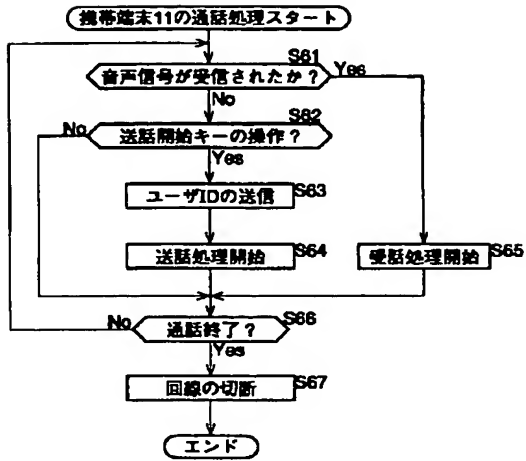 携帯端末11の通話処理スタート
S61
音声信号が受信されたか？
Yes
No
S62
No
送話開始キーの操作？
Yes
S63
ユーザIDの送信
送話処理開始
S64
受話処理開始
S65
No
通話終了？
S66
Yes
回線の切断
S67
エンド